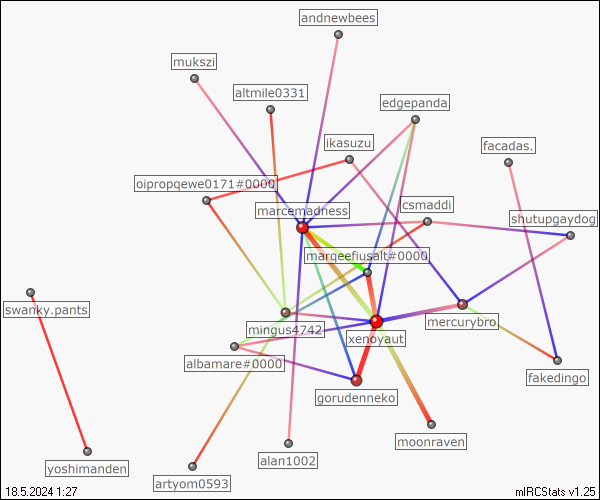 andnewbees
mukszi
altmile0331
edgepanda
ikasuzu
facadas.
oipropqewe0171#0000
csmaddi
marcemadness
shutupgaydog
marqeefiusalt#0000
swanky.pants
mingus4742
mercurybro
xenoyaut
albamare#0000
fakedingo
gorudenneko
moonraven
alan1002
yoshimanden
artyom0593
18.5.2024 1:27
mIRCStats v1.25